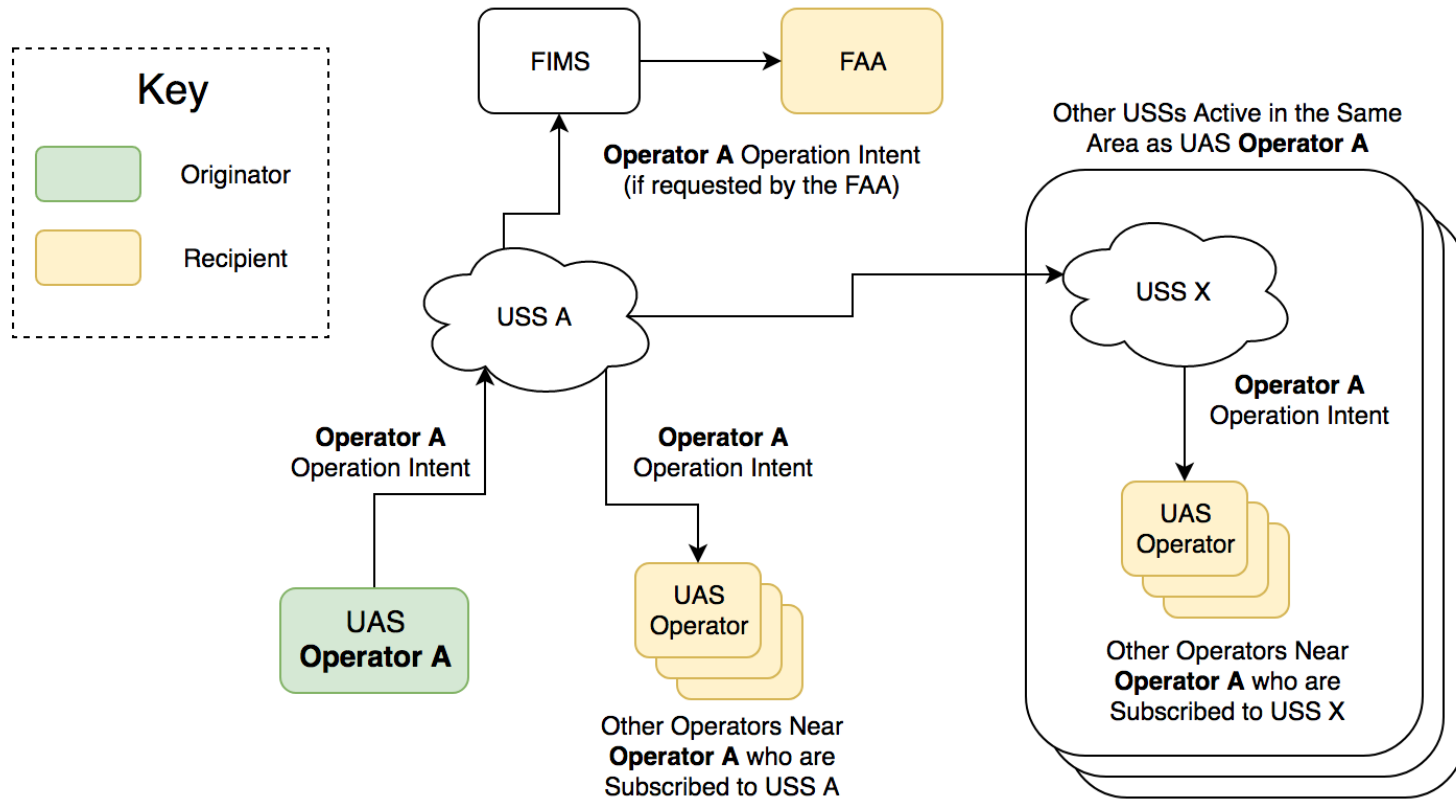 Key
Originator
Recipient
FIMS
FAA
Operator A Operation Intent
(if requested by the FAA)
Other USSs Active in the Same
Area as UAS Operator A
USS A
USS X
Operator A
Operation Intent
Operator A
Operation Intent
Operator A
Operation Intent
UAS
Operator A
UAS
Operator
Other Operators Near
Operator A who are
Subscribed to USS A
UAS
Operator
Other Operators Near
Operator A who are
Subscribed to USS X